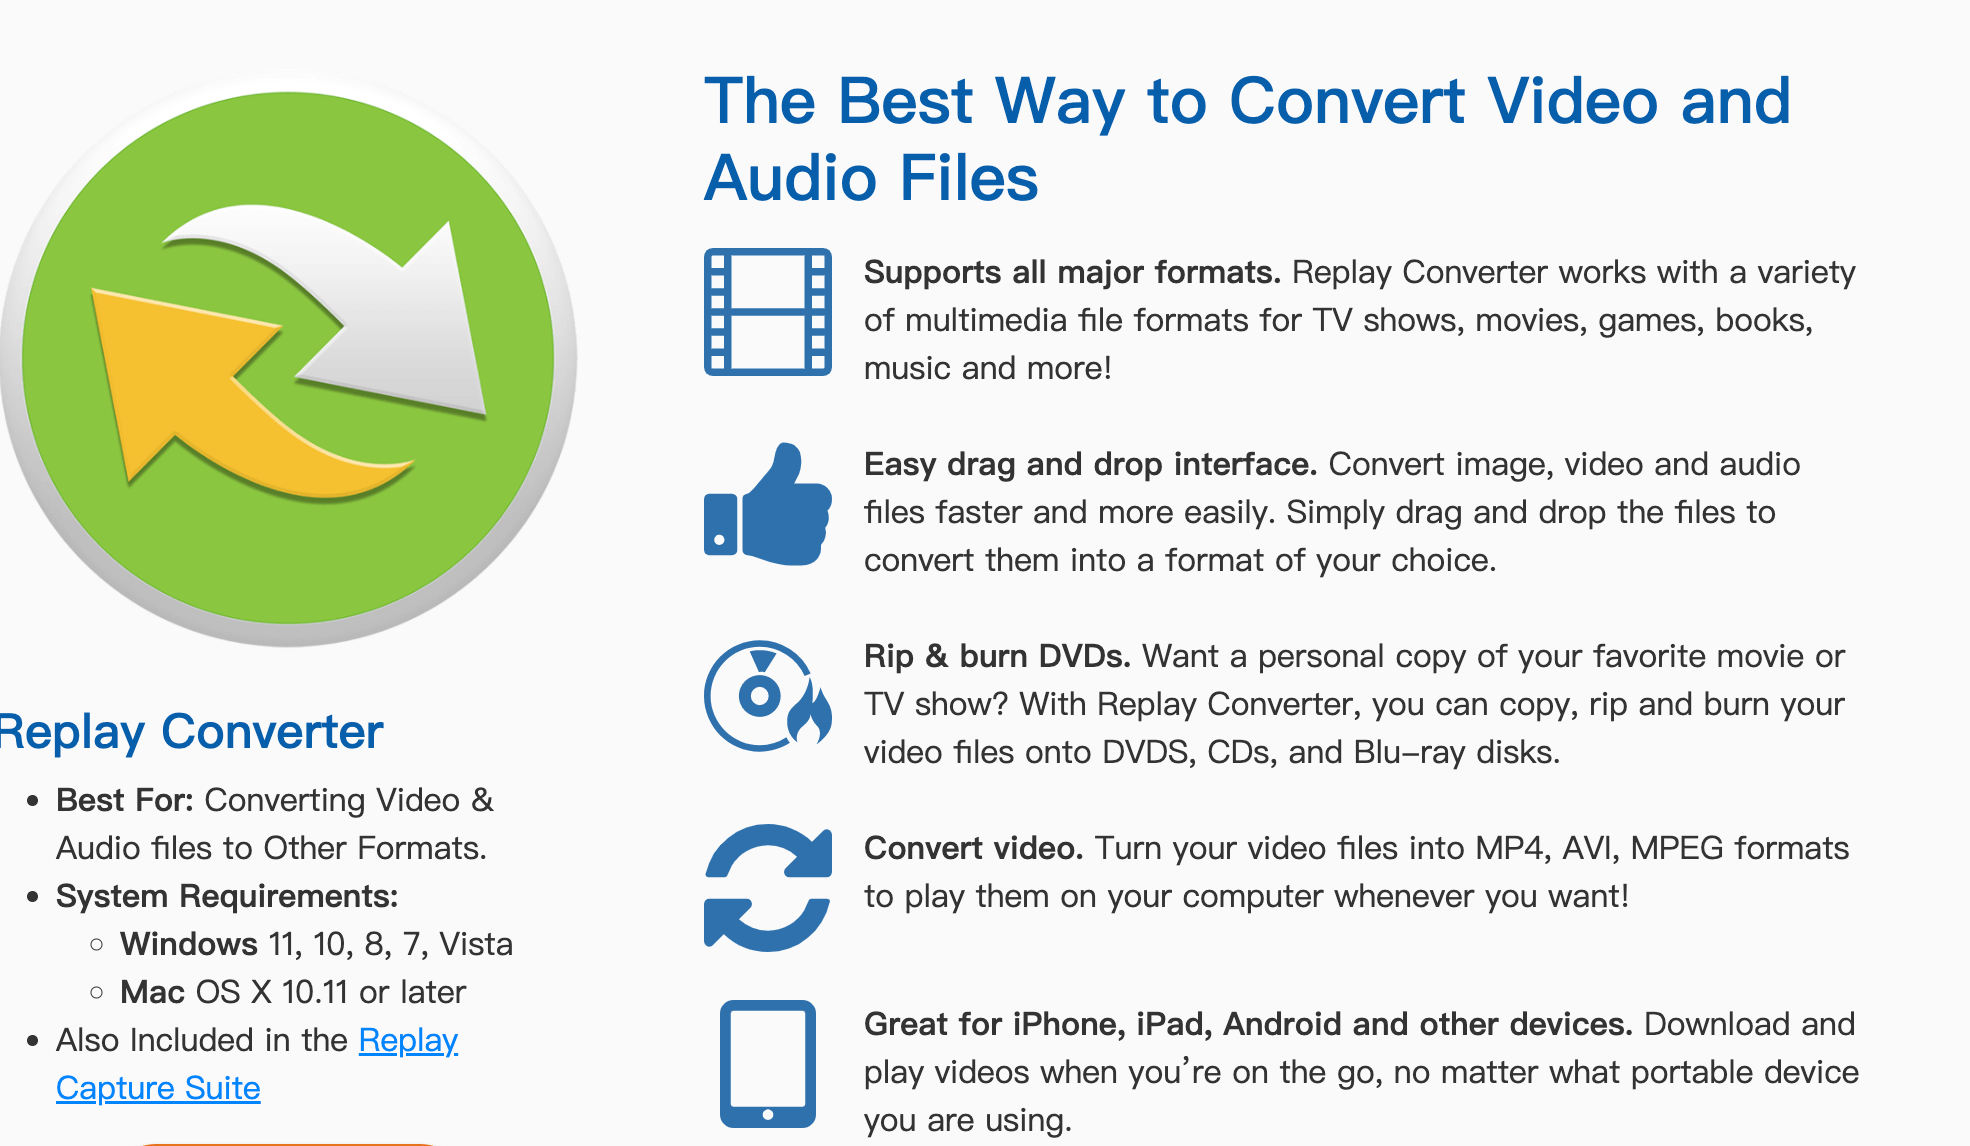 The Best Way to Convert Video and
Audio Files
Supports all major formats. Replay Converter works with a variety
of multimedia file formats for TV shows, movies, games, books,
music and more!
Easy drag and drop interface. Convert image, video and audio
files faster and more easily. Simply drag and drop the files to
convert them into a format of your choice.
Rip & burn DVDs. Want a personal copy of your favorite movie or
TV show? With Replay Converter, you can copy, rip and burn your
video files onto DVDS, CDs, and Blu-ray disks.
Convert video. Turn your video files into MP4, AVI, MPEG formats
to play them on your computer whenever you want!
Great for iPhone, iPad, Android and other devices. Download and
play videos when you’re on the go, no matter what portable device
you are using.
Replay Converter
• Best For: Converting Video &
Audio files to Other Formats.
• System Requirements:
◦ Windows 11, 10, 8, 7, Vista
◦ Mac OS X 10.11 or later
• Also Included in the Replay
Capture Suite